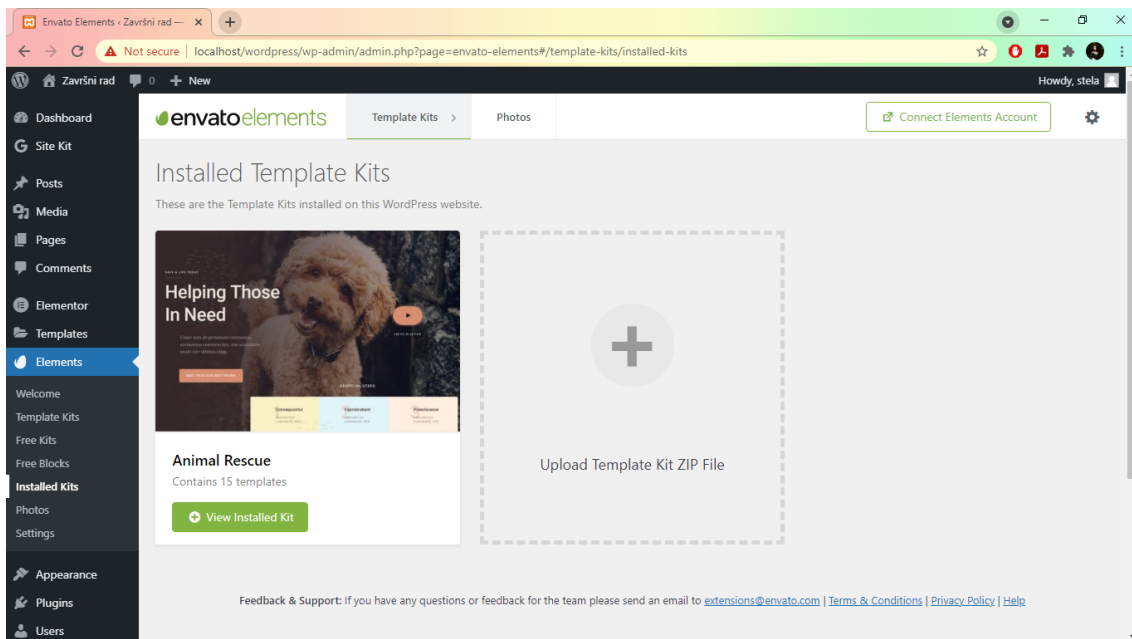 Envato Elements ‹ Završni rad —
Not secure | localhost/wordpress/wp-admin/admin.php?page=envato-elements#/template-kits/installed-kits
Završni rad 0 New Howdy, stela
Dashboard
Site Kit
Posts
Media
Pages
Comments
Elementor
Templates
Elements
Welcome
Template Kits
Free Kits
Free Blocks
Installed Kits
Photos
Settings
Appearance
Plugins
Users
envatoelements Template Kits > Photos Connect Elements Account
Installed Template Kits
These are the Template Kits installed on this WordPress website.
Helping Those
In Need
Animal Rescue
Contains 15 templates
View Installed Kit
Upload Template Kit ZIP File
Feedback & Support: If you have any questions or feedback for the team please send an email to extensions@envato.com | Terms & Conditions | Privacy Policy | Help